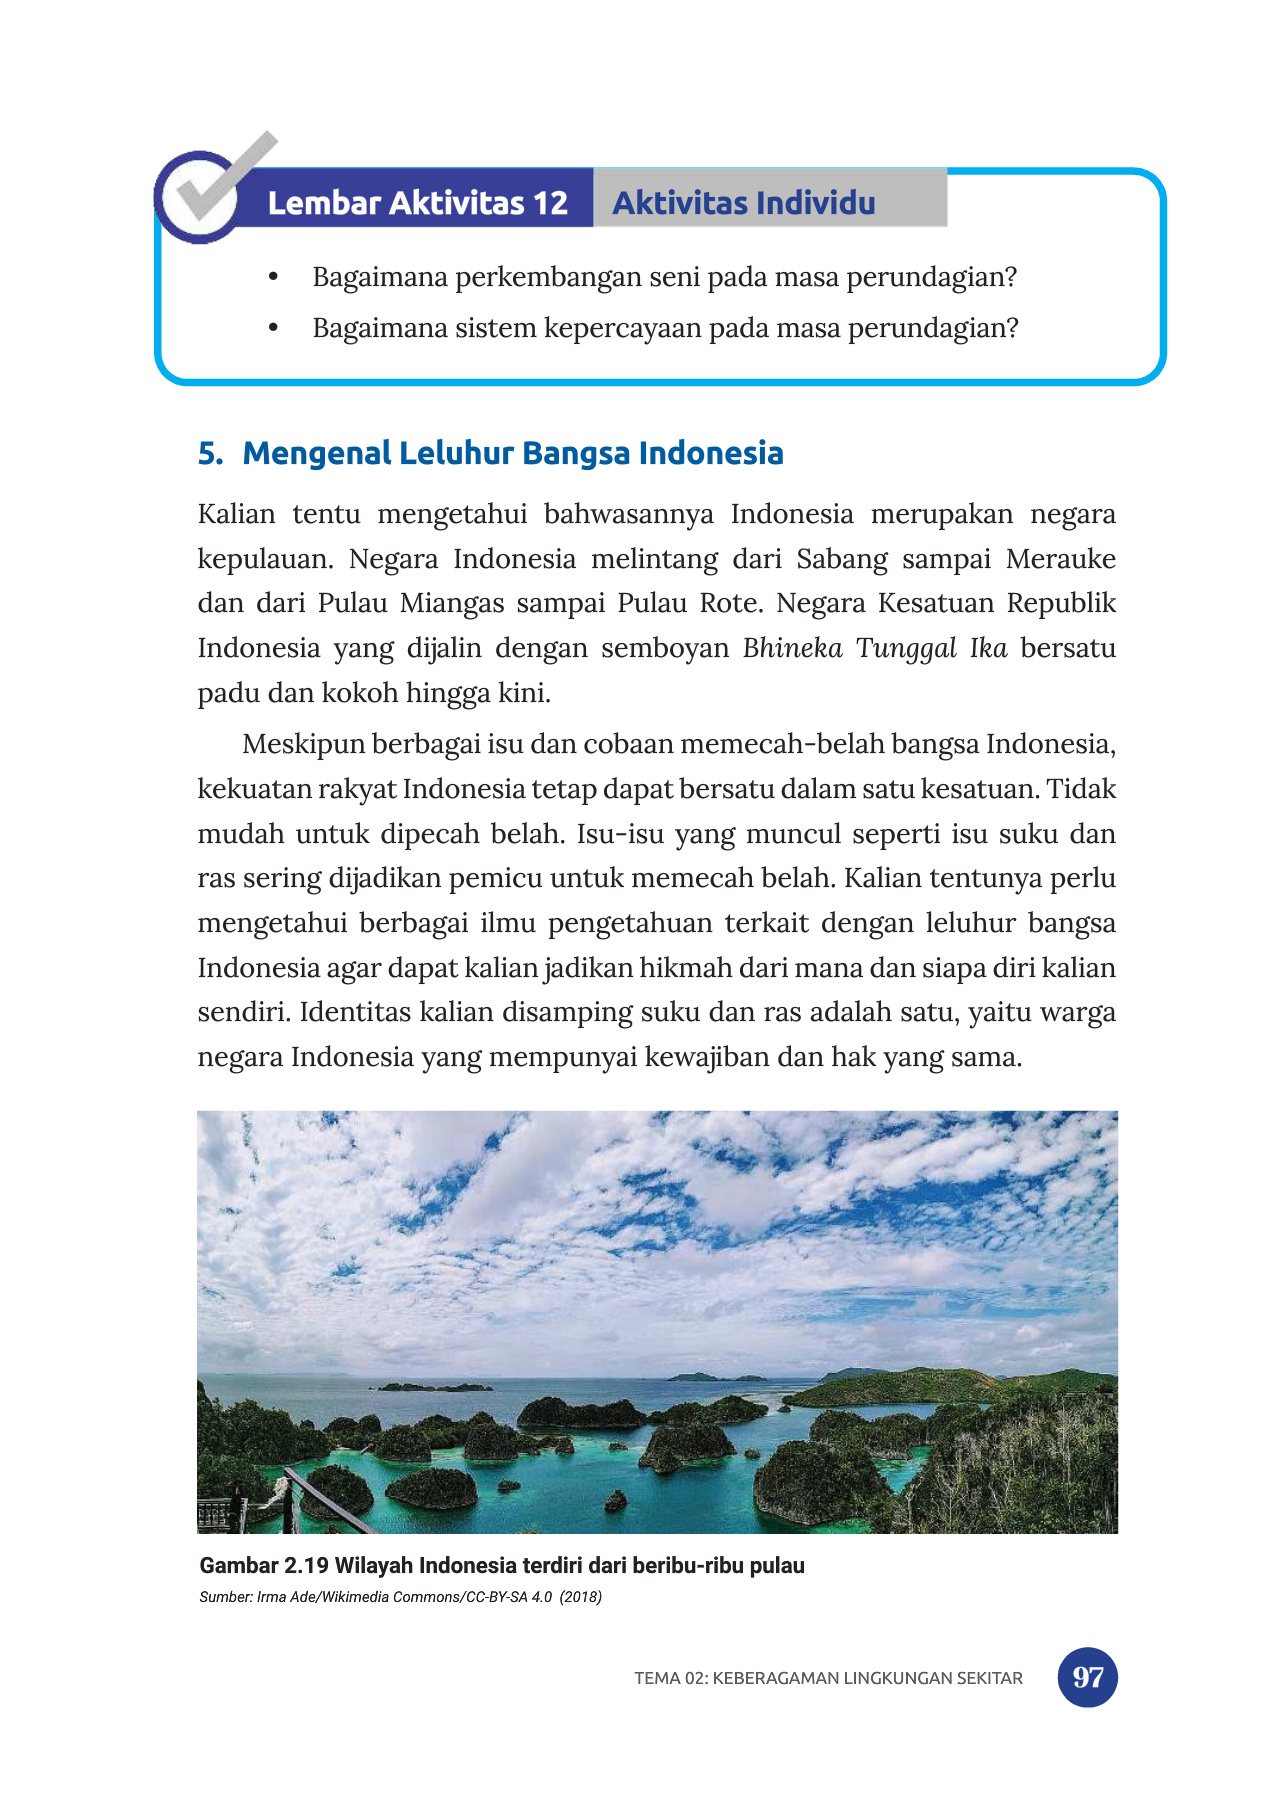 Lembar Aktivitas 12 Aktivitas Individu
• Bagaimana perkembangan seni pada masa perundagian?
• Bagaimana sistem kepercayaan pada masa perundagian?
5. Mengenal Leluhur Bangsa Indonesia
Kalian tentu mengetahui bahwasannya Indonesia merupakan negara
kepulauan. Negara Indonesia melintang dari Sabang sampai Merauke
dan dari Pulau Miangas sampai Pulau Rote. Negara Kesatuan Republik
Indonesia yang dijalin dengan semboyan Bhineka Tunggal Ika bersatu
padu dan kokoh hingga kini.
Meskipun berbagai isu dan cobaan memecah-belah bangsa Indonesia,
kekuatan rakyat Indonesia tetap dapat bersatu dalam satu kesatuan. Tidak
mudah untuk dipecah belah. Isu-isu yang muncul seperti isu suku dan
ras sering dijadikan pemicu untuk memecah belah. Kalian tentunya perlu
mengetahui berbagai ilmu pengetahuan terkait dengan leluhur bangsa
Indonesia agar dapat kalian jadikan hikmah dari mana dan siapa diri kalian
sendiri. Identitas kalian disamping suku dan ras adalah satu, yaitu warga
negara Indonesia yang mempunyai kewajiban dan hak yang sama.
Gambar 2.19 Wilayah Indonesia terdiri dari beribu-ribu pulau
Sumber: Irma Ade/Wikimedia Commons/CC-BY-SA 4.0 (2018)
TEMA 02: KEBERAGAMAN LINGKUNGAN SEKITAR 97